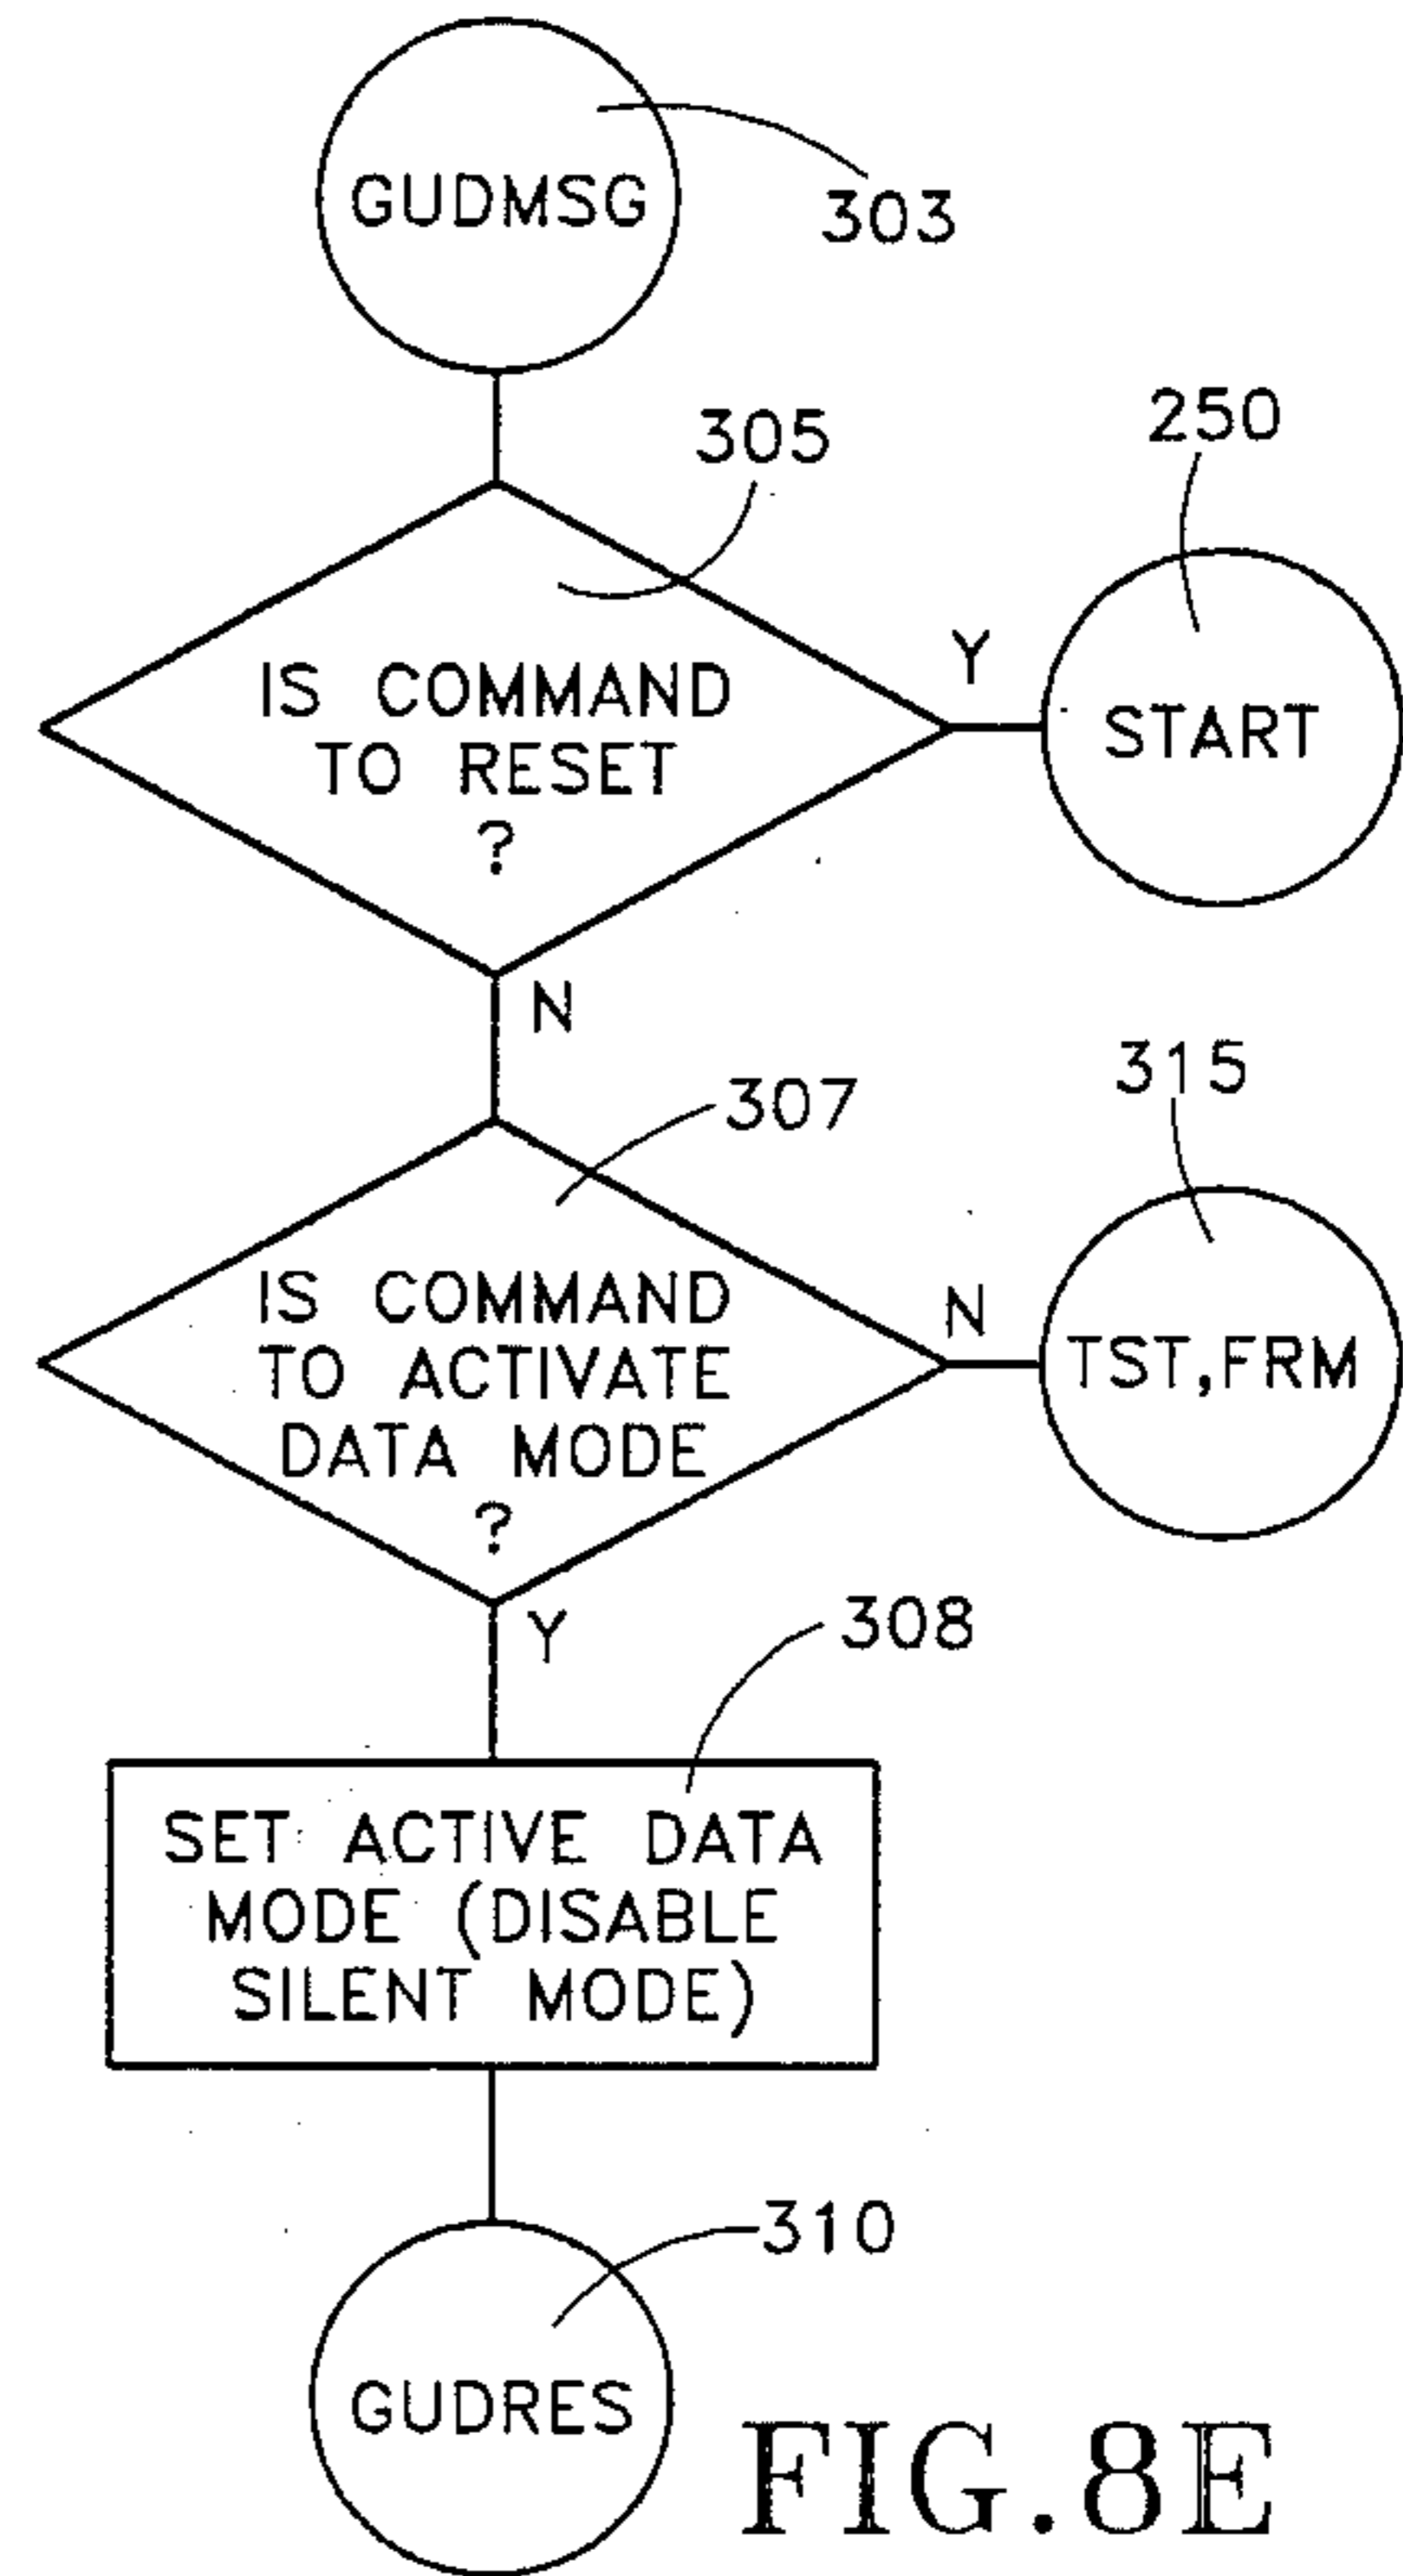 GUDMSG
303
305
250
IS COMMAND
TO RESET
?
Y
START
N
307
315
IS COMMAND
TO ACTIVATE
DATA MODE
?
N
TST,FRM
Y
308
SET ACTIVE DATA
MODE (DISABLE
SILENT MODE)
310
GUDRES
FIG.8E